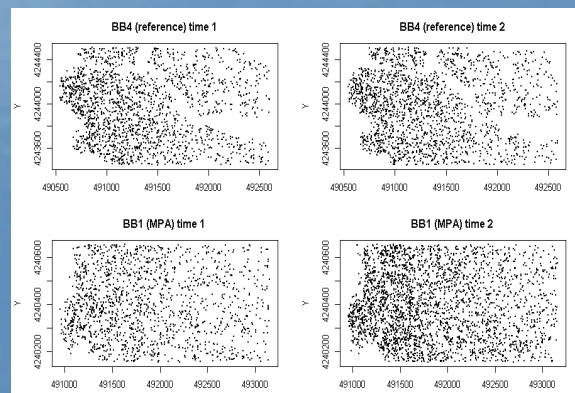 BB4 (reference) time 1
BB4 (reference) time 2
Y
4243600 4244000 4244400
Y
4243600 4244000 4244400
490500 491000 491500 492000 492500
490500 491000 491500 492000 492500
BB1 (MPA) time 1
BB1 (MPA) time 2
Y
4240200 4240400 4240600
Y
4240200 4240400 4240600
491000 491500 492000 492500 493000
491000 491500 492000 492500 493000